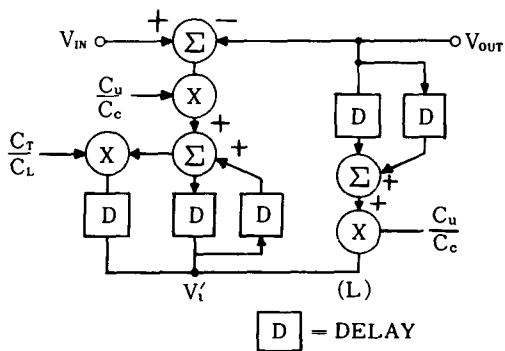 + −
V_IN Σ V_OUT
C_u/C_c X D D
+
C_T/C_L X Σ + Σ +
+
D D D X C_u/C_c
V_i′ (L)
D = DELAY